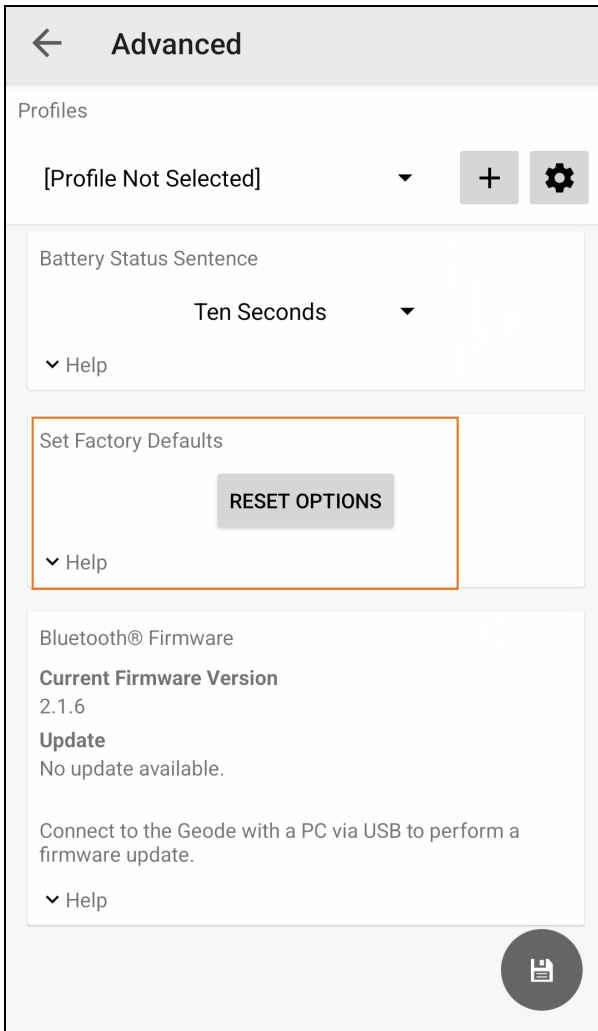 Advanced
Profiles
[Profile Not Selected]
Battery Status Sentence
Ten Seconds
Help
Set Factory Defaults
RESET OPTIONS
Help
Bluetooth® Firmware
Current Firmware Version
2.1.6
Update
No update available.
Connect to the Geode with a PC via USB to perform a
firmware update.
Help